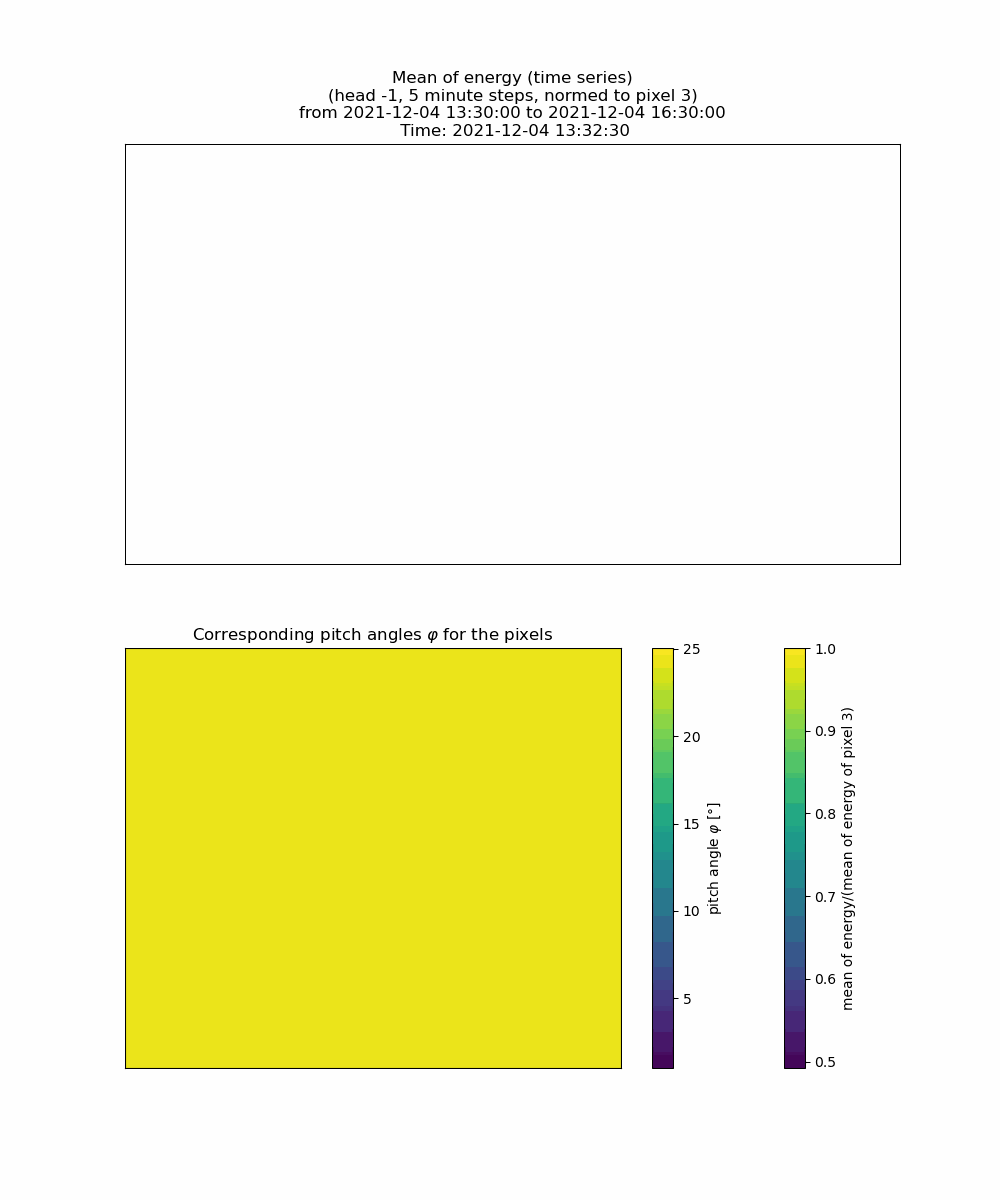 Mean of energy (time series)
(head -1, 5 minute steps, normed to pixel 3)
from 2021-12-04 13:30:00 to 2021-12-04 16:30:00
Time: 2021-12-04 13:32:30
Corresponding pitch angles φ for the pixels
25
20
15
10
5
pitch angle φ [°]
1.0
0.9
0.8
0.7
0.6
0.5
mean of energy/(mean of energy of pixel 3)